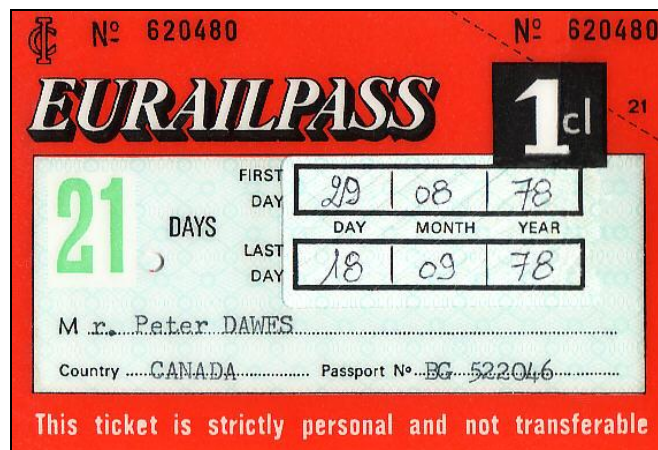 Nº 620480 Nº 620480
EURAILPASS 1 cl 21
21 DAYS
FIRST DAY 29 08 78
DAY MONTH YEAR
LAST DAY 18 09 78
M r. Peter DAWES
Country CANADA Passport Nº BG 522046
This ticket is strictly personal and not transferable